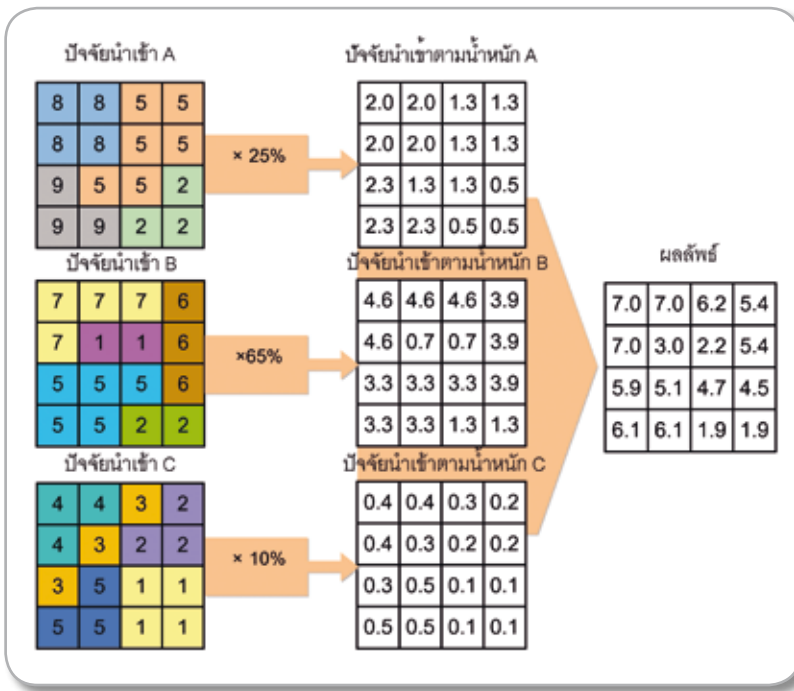 ปัจจัยนำเข้า A
8 8 5 5
8 8 5 5
9 5 5 2
9 9 2 2
× 25%
ปัจจัยนำเข้าตามน้ำหนัก A
2.0 2.0 1.3 1.3
2.0 2.0 1.3 1.3
2.3 1.3 1.3 0.5
2.3 2.3 0.5 0.5
ปัจจัยนำเข้า B
7 7 7 6
7 1 1 6
5 5 5 6
5 5 2 2
×65%
ปัจจัยนำเข้าตามน้ำหนัก B
4.6 4.6 4.6 3.9
4.6 0.7 0.7 3.9
3.3 3.3 3.3 3.9
3.3 3.3 1.3 1.3
ปัจจัยนำเข้า C
4 4 3 2
4 3 2 2
3 5 1 1
5 5 1 1
× 10%
ปัจจัยนำเข้าตามน้ำหนัก C
0.4 0.4 0.3 0.2
0.4 0.3 0.2 0.2
0.3 0.5 0.1 0.1
0.5 0.5 0.1 0.1
ผลลัพธ์
7.0 7.0 6.2 5.4
7.0 3.0 2.2 5.4
5.9 5.1 4.7 4.5
6.1 6.1 1.9 1.9